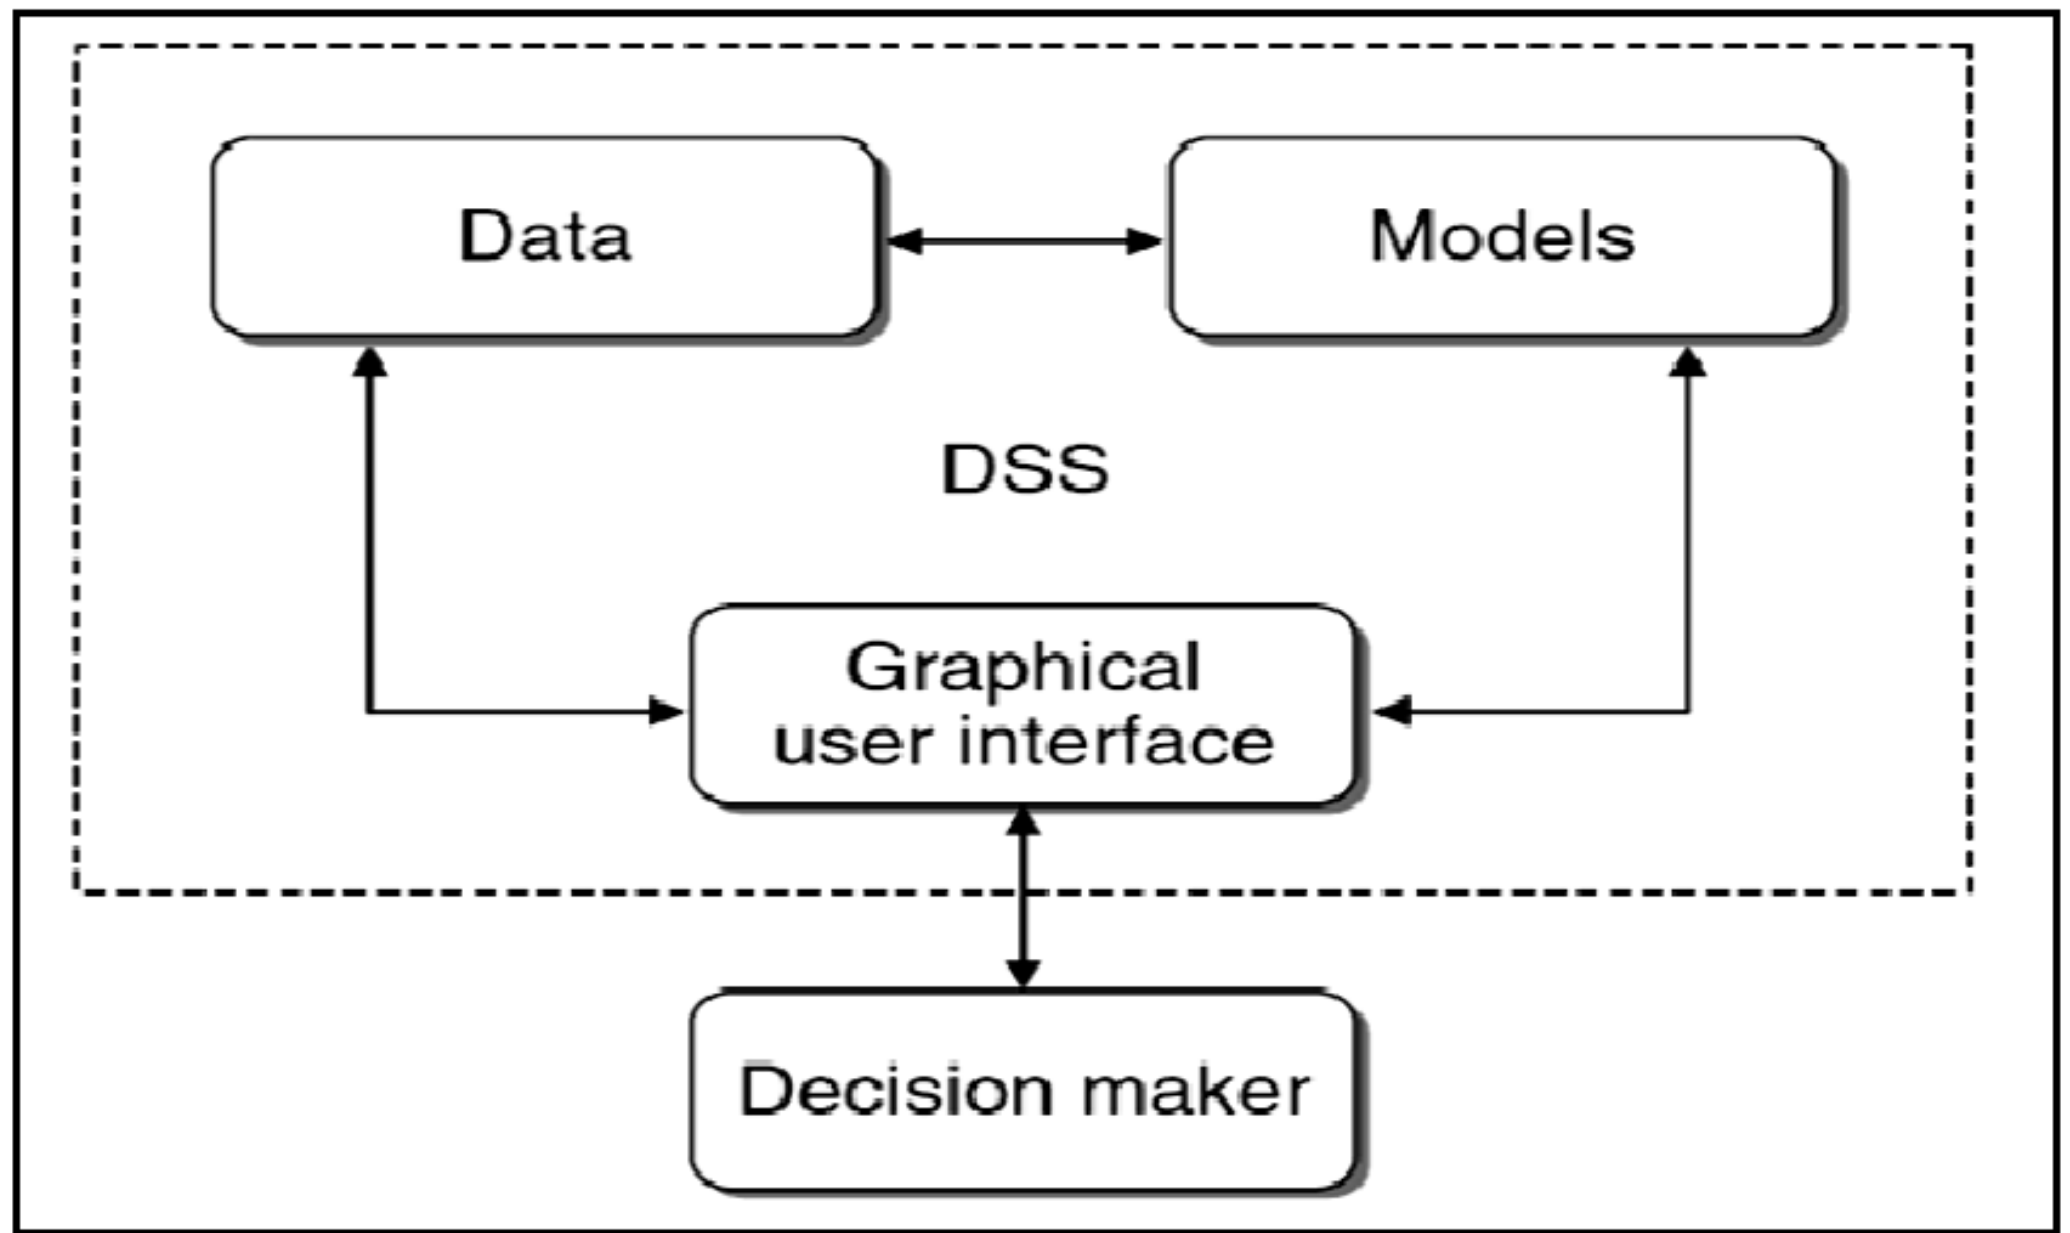 Data
Models
DSS
Graphical
user interface
Decision maker